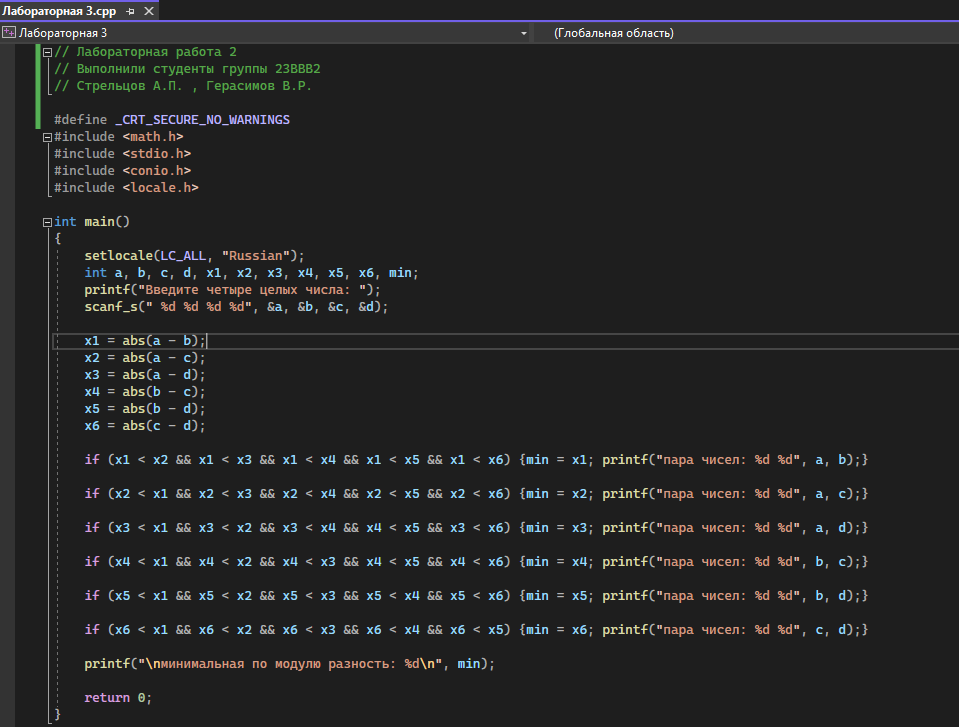 Лабораторная 3.cpp
Лабораторная 3 (Глобальная область)
// Лабораторная работа 2
// Выполнили студенты группы 23ВВВ2
// Стрельцов А.П. , Герасимов В.Р.
#define _CRT_SECURE_NO_WARNINGS
#include <math.h>
#include <stdio.h>
#include <conio.h>
#include <locale.h>
int main()
{
setlocale(LC_ALL, "Russian");
int a, b, c, d, x1, x2, x3, x4, x5, x6, min;
printf("Введите четыре целых числа: ");
scanf_s(" %d %d %d %d", &a, &b, &c, &d);
x1 = abs(a - b);
x2 = abs(a - c);
x3 = abs(a - d);
x4 = abs(b - c);
x5 = abs(b - d);
x6 = abs(c - d);
if (x1 < x2 && x1 < x3 && x1 < x4 && x1 < x5 && x1 < x6) {min = x1; printf("пара чисел: %d %d", a, b);}
if (x2 < x1 && x2 < x3 && x2 < x4 && x2 < x5 && x2 < x6) {min = x2; printf("пара чисел: %d %d", a, c);}
if (x3 < x1 && x3 < x2 && x3 < x4 && x4 < x5 && x3 < x6) {min = x3; printf("пара чисел: %d %d", a, d);}
if (x4 < x1 && x4 < x2 && x4 < x3 && x4 < x5 && x4 < x6) {min = x4; printf("пара чисел: %d %d", b, c);}
if (x5 < x1 && x5 < x2 && x5 < x3 && x5 < x4 && x5 < x6) {min = x5; printf("пара чисел: %d %d", b, d);}
if (x6 < x1 && x6 < x2 && x6 < x3 && x6 < x4 && x6 < x5) {min = x6; printf("пара чисел: %d %d", c, d);}
printf("\nминимальная по модулю разность: %d\n", min);
return 0;
}